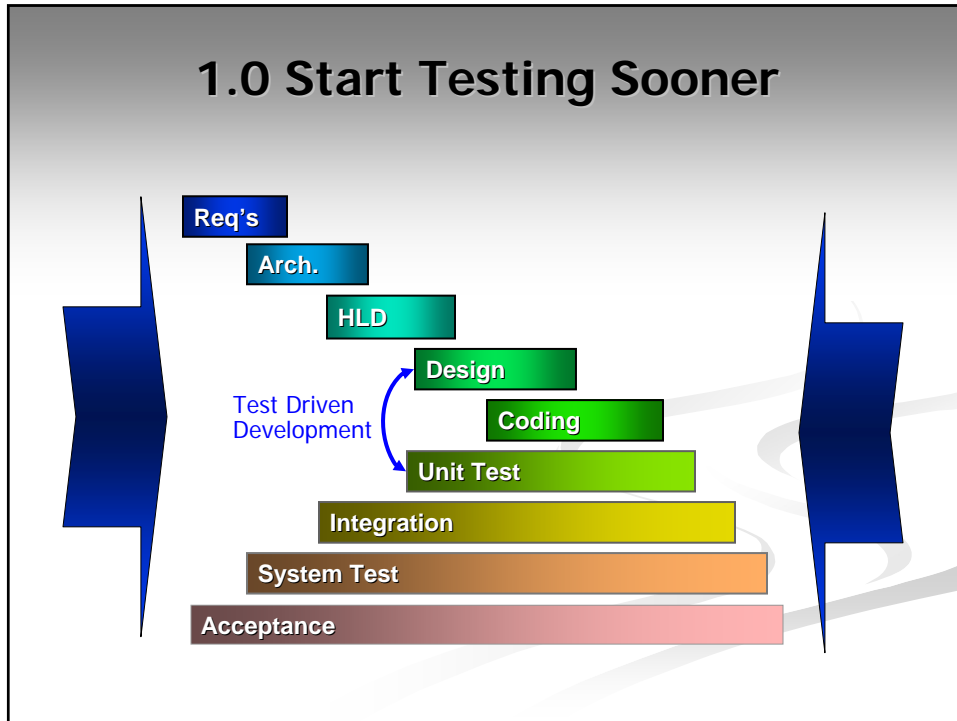 1.0 Start Testing Sooner
Req's
Arch.
HLD
Design
Test Driven
Development
Coding
Unit Test
Integration
System Test
Acceptance